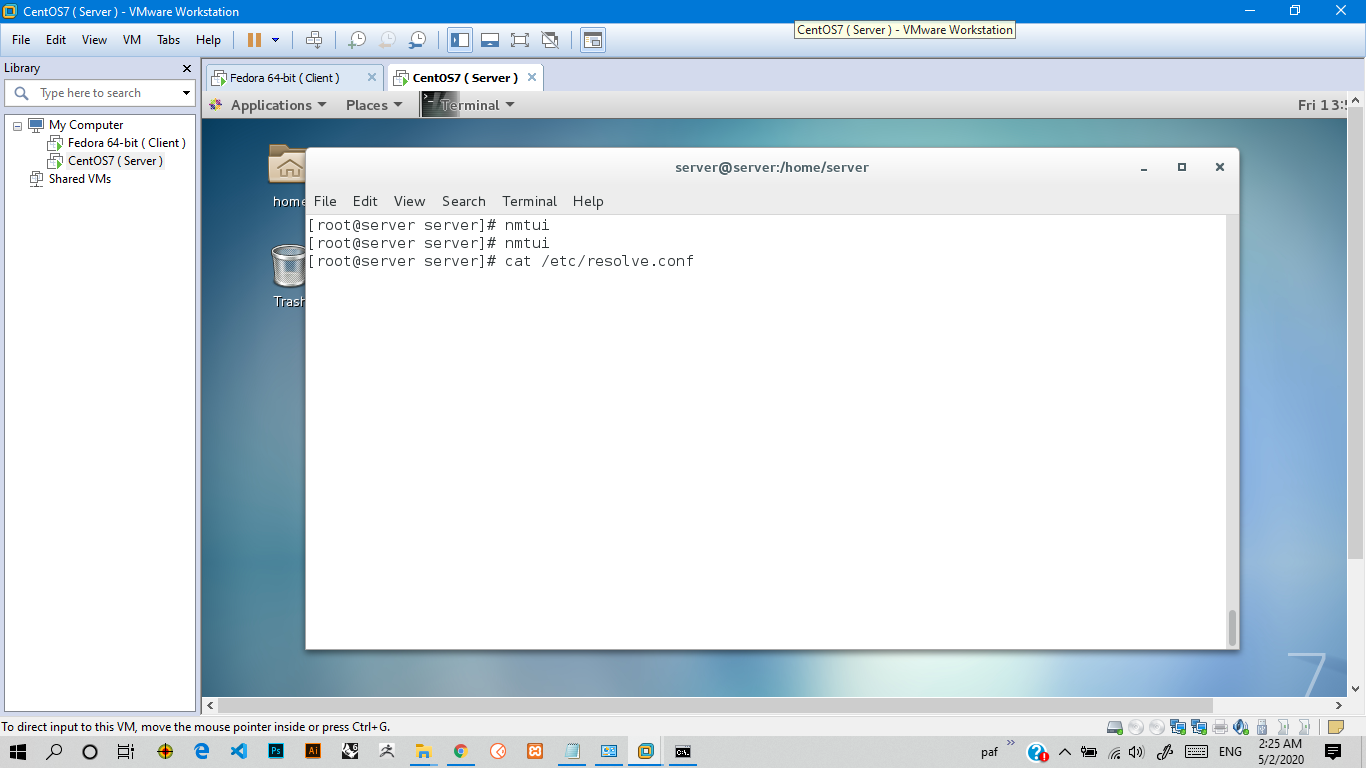 CentOS7 ( Server ) - VMware Workstation
File Edit View VM Tabs Help
CentOS7 ( Server ) - VMware Workstation
Library
Type here to search
My Computer
Fedora 64-bit ( Client )
CentOS7 ( Server )
Shared VMs
Fedora 64-bit ( Client )
CentOS7 ( Server )
Applications Places Terminal Fri 13:
home
Trash
server@server:/home/server
File Edit View Search Terminal Help
[root@server server]# nmtui
[root@server server]# nmtui
[root@server server]# cat /etc/resolve.conf
7
To direct input to this VM, move the mouse pointer inside or press Ctrl+G.
paf
ENG
2:25 AM
5/2/2020